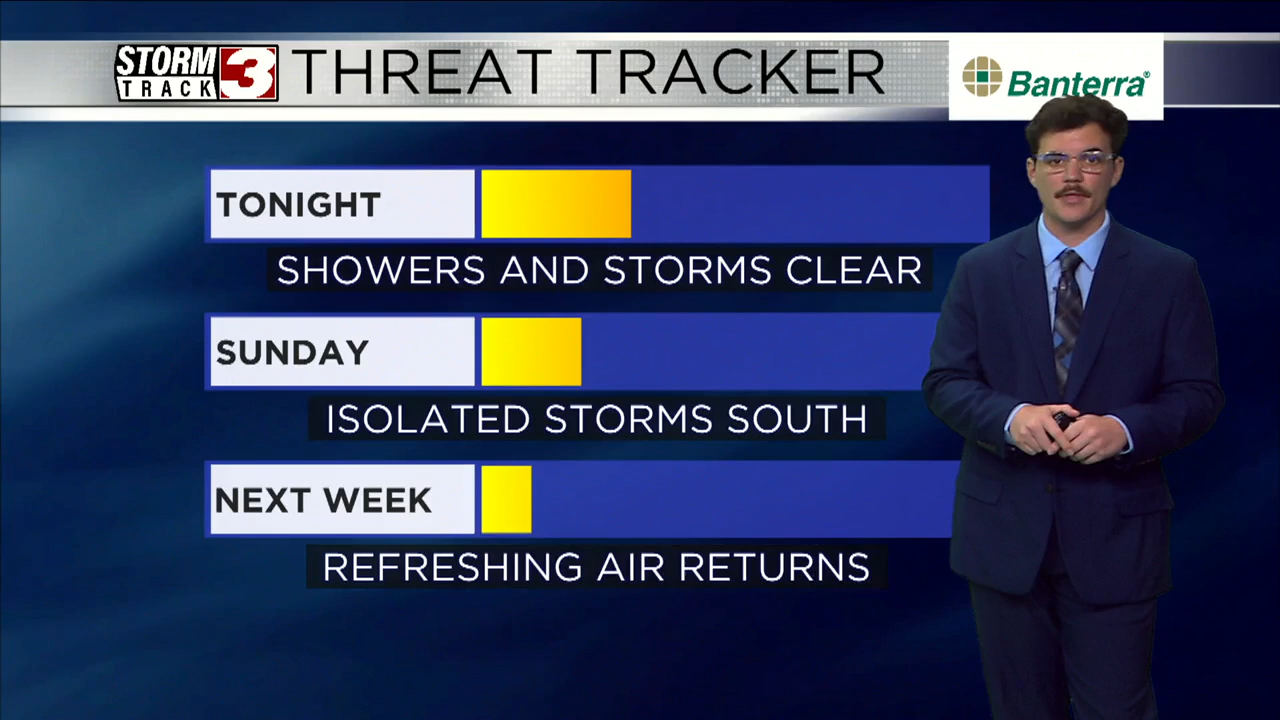 STORM
TRACK 3
THREAT TRACKER
Banterra®
TONIGHT
SHOWERS AND STORMS CLEAR
SUNDAY
ISOLATED STORMS SOUTH
NEXT WEEK
REFRESHING AIR RETURNS